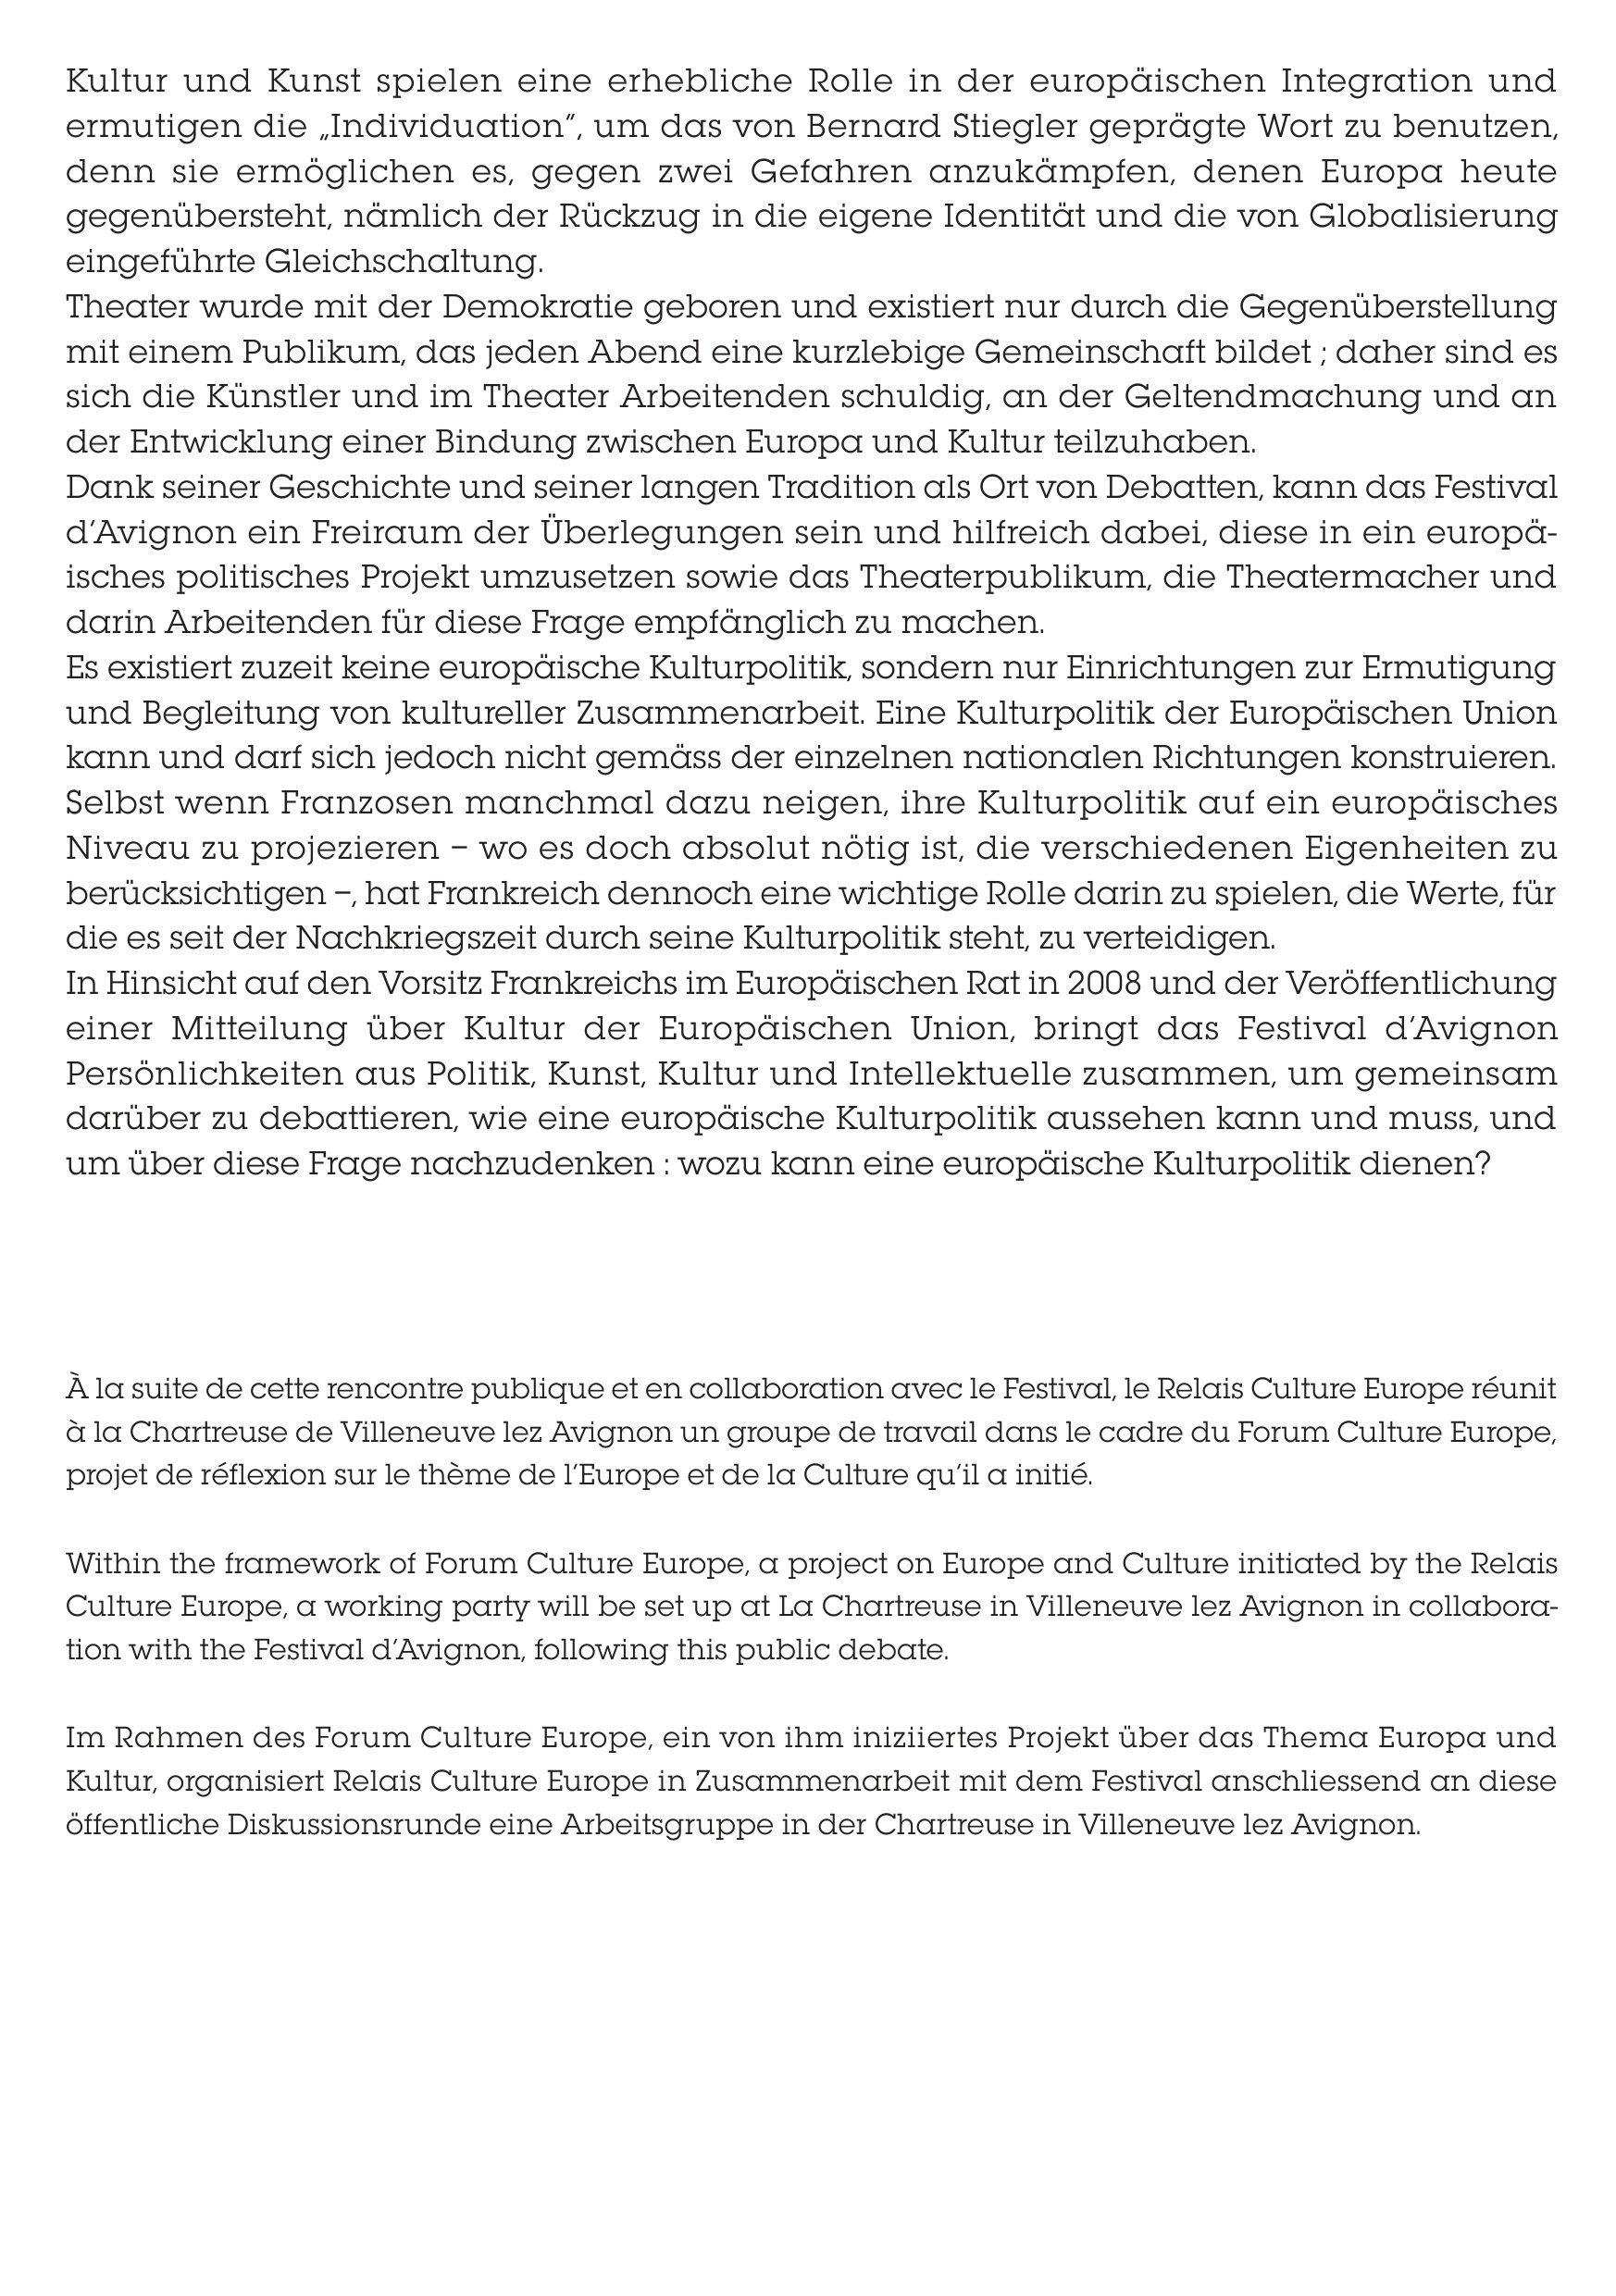 Kultur und Kunst spielen eine erhebliche Rolle in der europäischen Integration und
ermutigen die „Individuation“, um das von Bernard Stiegler geprägte Wort zu benutzen,
denn sie ermöglichen es, gegen zwei Gefahren anzukämpfen, denen Europa heute
gegenübersteht, nämlich der Rückzug in die eigene Identität und die von Globalisierung
eingeführte Gleichschaltung.
Theater wurde mit der Demokratie geboren und existiert nur durch die Gegenüberstellung
mit einem Publikum, das jeden Abend eine kurzlebige Gemeinschaft bildet ; daher sind es
sich die Künstler und im Theater Arbeitenden schuldig, an der Geltendmachung und an
der Entwicklung einer Bindung zwischen Europa und Kultur teilzuhaben.
Dank seiner Geschichte und seiner langen Tradition als Ort von Debatten, kann das Festival
d’Avignon ein Freiraum der Überlegungen sein und hilfreich dabei, diese in ein europä-
isches politisches Projekt umzusetzen sowie das Theaterpublikum, die Theatermacher und
darin Arbeitenden für diese Frage empfänglich zu machen.
Es existiert zuzeit keine europäische Kulturpolitik, sondern nur Einrichtungen zur Ermutigung
und Begleitung von kultureller Zusammenarbeit. Eine Kulturpolitik der Europäischen Union
kann und darf sich jedoch nicht gemäss der einzelnen nationalen Richtungen konstruieren.
Selbst wenn Franzosen manchmal dazu neigen, ihre Kulturpolitik auf ein europäisches
Niveau zu projezieren – wo es doch absolut nötig ist, die verschiedenen Eigenheiten zu
berücksichtigen –, hat Frankreich dennoch eine wichtige Rolle darin zu spielen, die Werte, für
die es seit der Nachkriegszeit durch seine Kulturpolitik steht, zu verteidigen.
In Hinsicht auf den Vorsitz Frankreichs im Europäischen Rat in 2008 und der Veröffentlichung
einer Mitteilung über Kultur der Europäischen Union, bringt das Festival d’Avignon
Persönlichkeiten aus Politik, Kunst, Kultur und Intellektuelle zusammen, um gemeinsam
darüber zu debattieren, wie eine europäische Kulturpolitik aussehen kann und muss, und
um über diese Frage nachzudenken : wozu kann eine europäische Kulturpolitik dienen?
À la suite de cette rencontre publique et en collaboration avec le Festival, le Relais Culture Europe réunit
à la Chartreuse de Villeneuve lez Avignon un groupe de travail dans le cadre du Forum Culture Europe,
projet de réflexion sur le thème de l’Europe et de la Culture qu’il a initié.
Within the framework of Forum Culture Europe, a project on Europe and Culture initiated by the Relais
Culture Europe, a working party will be set up at La Chartreuse in Villeneuve lez Avignon in collabora-
tion with the Festival d’Avignon, following this public debate.
Im Rahmen des Forum Culture Europe, ein von ihm iniziiertes Projekt über das Thema Europa und
Kultur, organisiert Relais Culture Europe in Zusammenarbeit mit dem Festival anschliessend an diese
öffentliche Diskussionsrunde eine Arbeitsgruppe in der Chartreuse in Villeneuve lez Avignon.